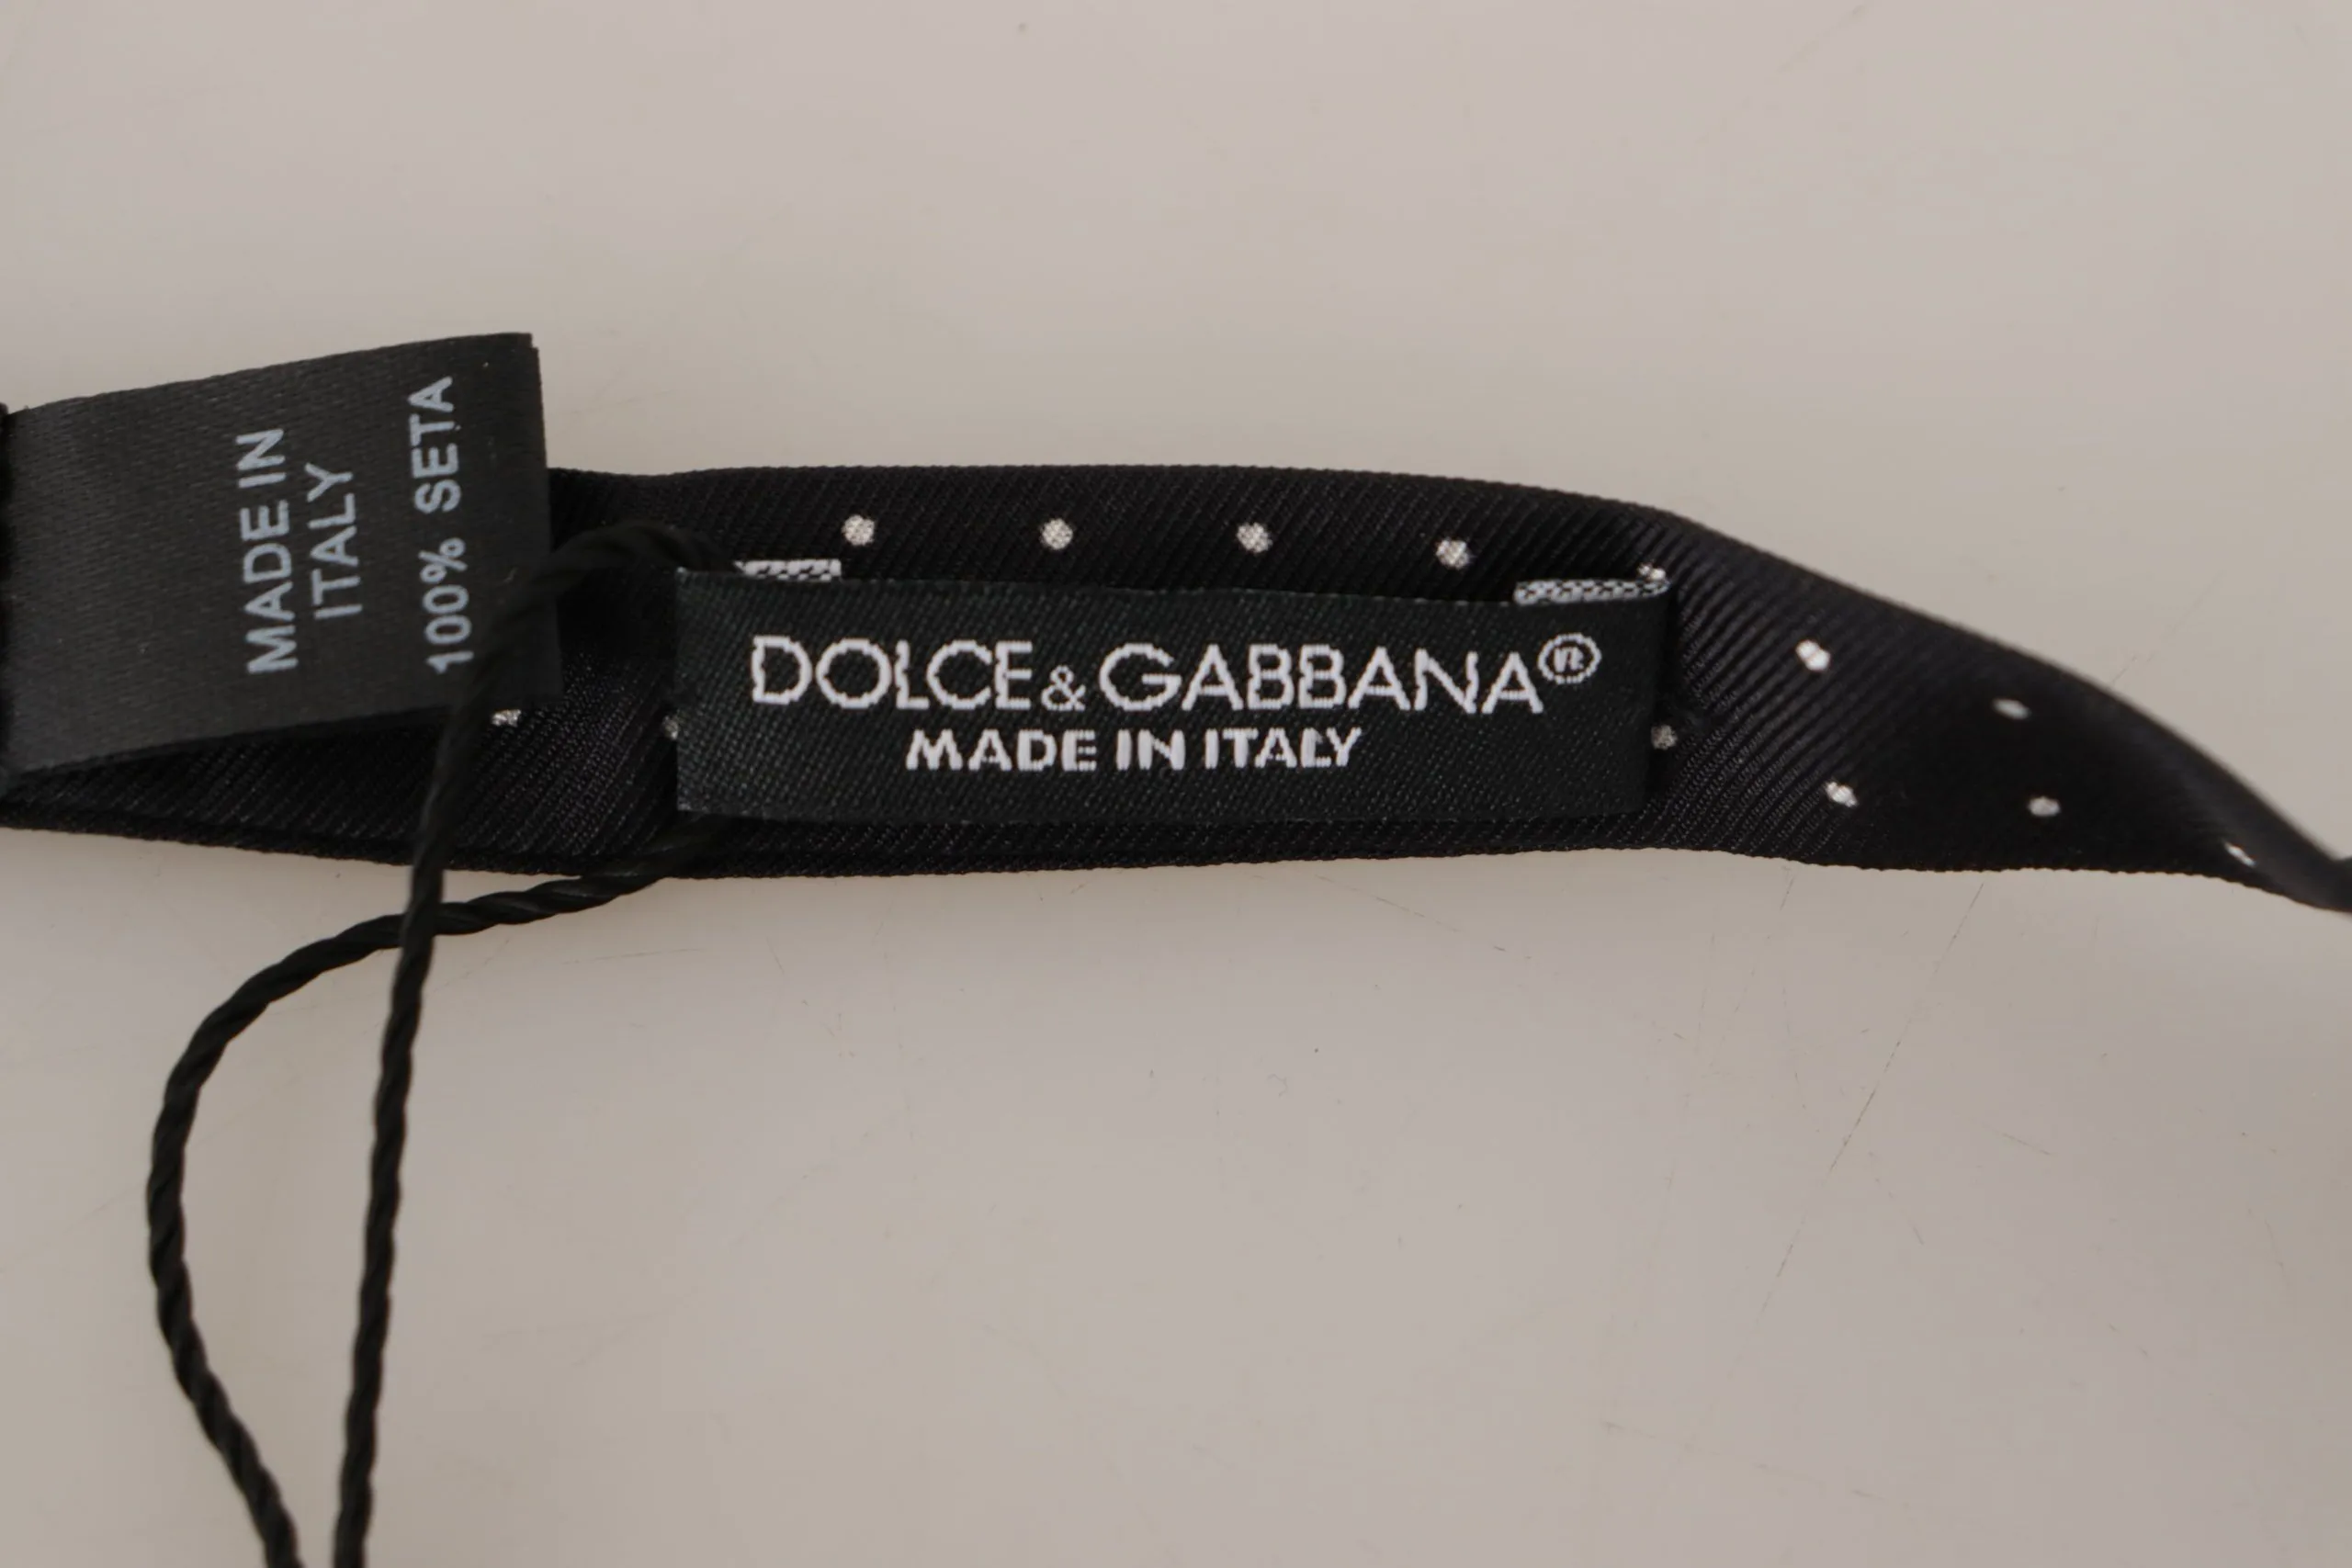 MADE IN
ITALY
100% SETA
DOLCE&GABBANA®
MADE IN ITALY